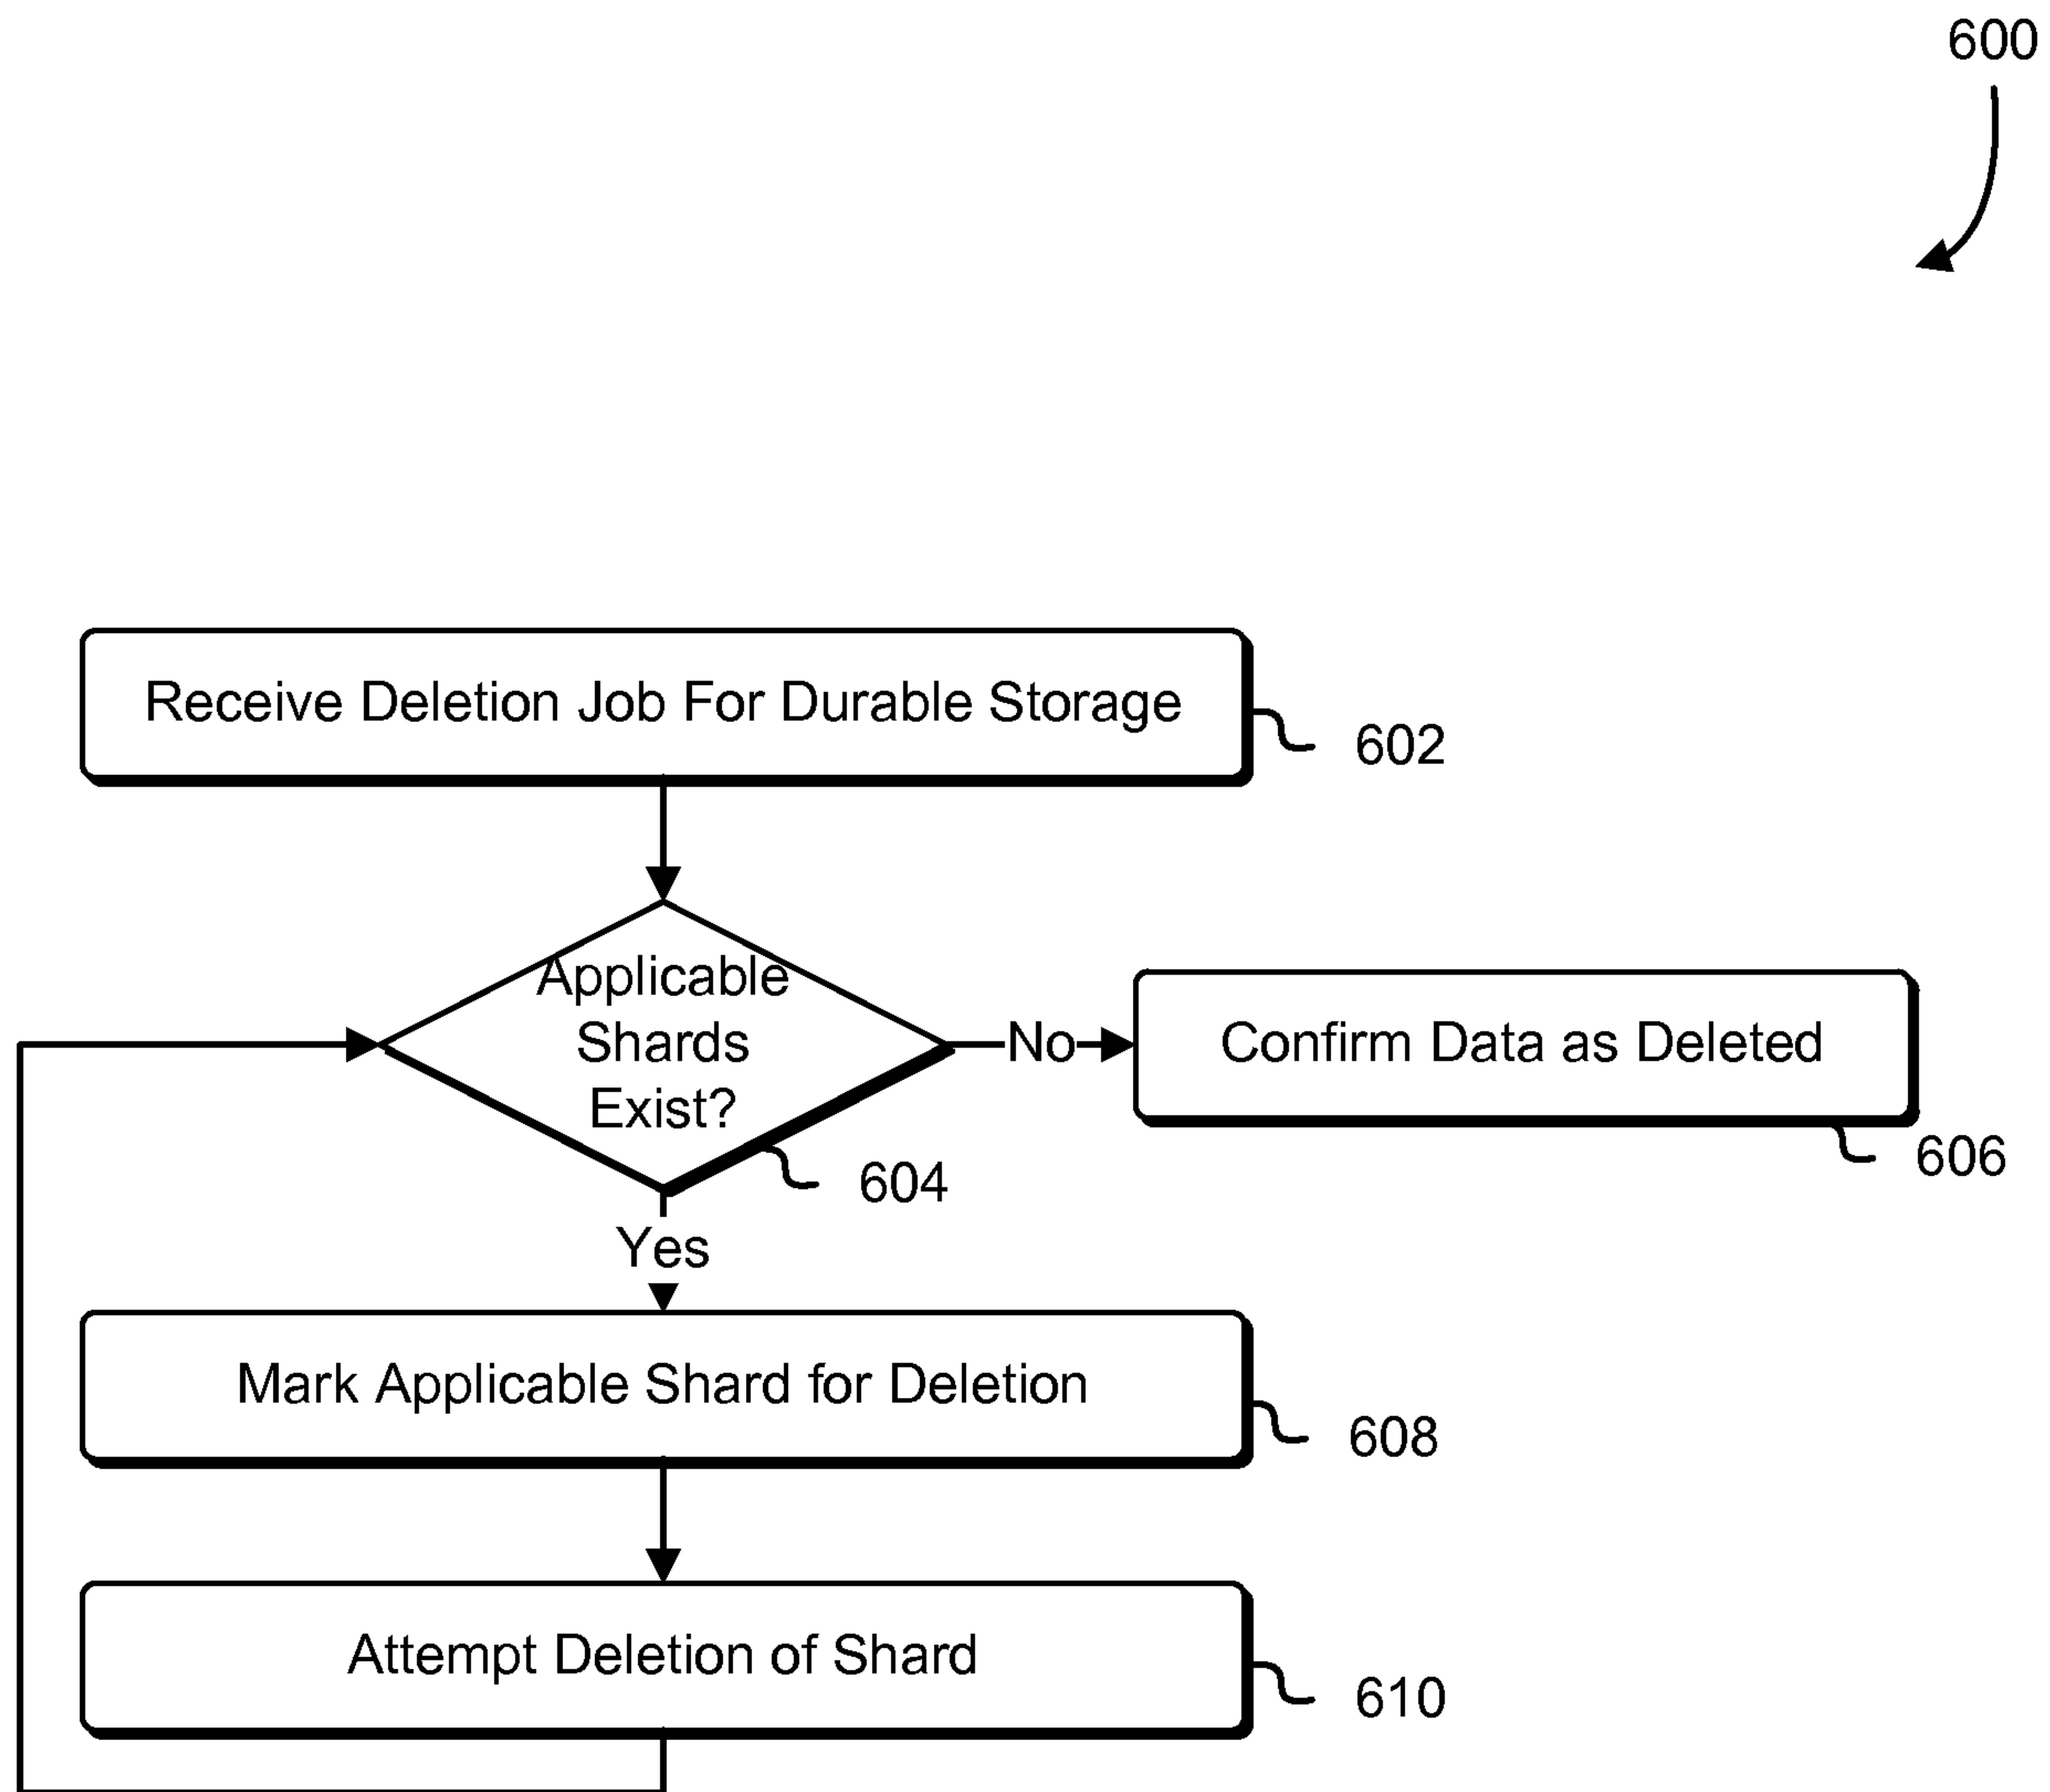 600
Receive Deletion Job For Durable Storage
602
Applicable
Shards
Exist?
604
No
Confirm Data as Deleted
606
Yes
Mark Applicable Shard for Deletion
608
Attempt Deletion of Shard
610